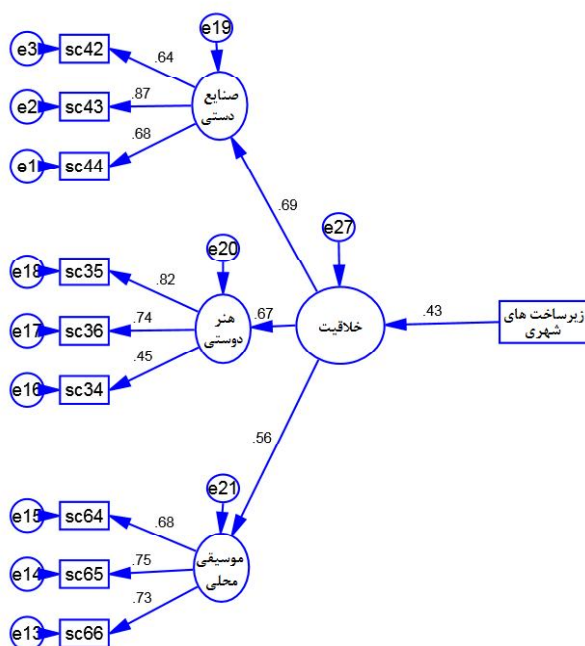 e19
e3 sc42
.64
صنایع
دستی
e2 sc43
.87
e1 sc44
.68
.69
e27
e20
e18 sc35
.82
هنر
دوستی
e17 sc36
.74
.67
خلاقیت
.43
زیرساخت های
شهری
e16 sc34
.45
.56
e21
e15 sc64
.68
موسیقی
محلی
e14 sc65
.75
e13 sc66
.73